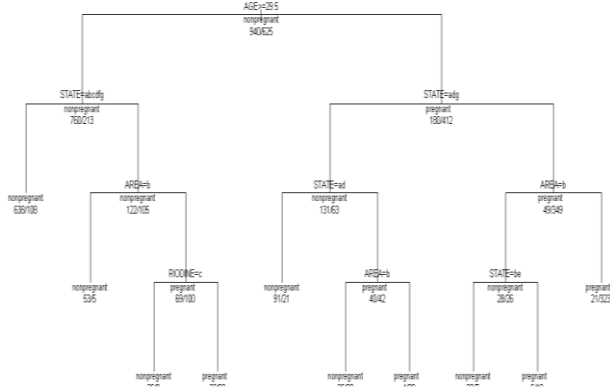 AGE>=29.5
nonpregnant
940/625
STATE=abcdfg
nonpregnant
760/213
STATE=adg
pregnant
180/412
nonpregnant
638/108
AREA=b
nonpregnant
122/105
STATE=ad
nonpregnant
131/63
AREA=b
pregnant
49/349
nonpregnant
53/5
RIODINE=c
pregnant
69/100
nonpregnant
91/21
AREA=b
pregnant
40/42
STATE=be
nonpregnant
28/26
pregnant
21/323
nonpregnant
pregnant
nonpregnant
pregnant
nonpregnant
pregnant